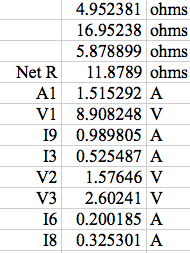 4.952381 ohms
16.95238 ohms
5.878899 ohms
Net R 11.8789 ohms
A1 1.515292 A
V1 8.908248 V
I9 0.989805 A
I3 0.525487 A
V2 1.57646 V
V3 2.60241 V
I6 0.200185 A
I8 0.325301 A